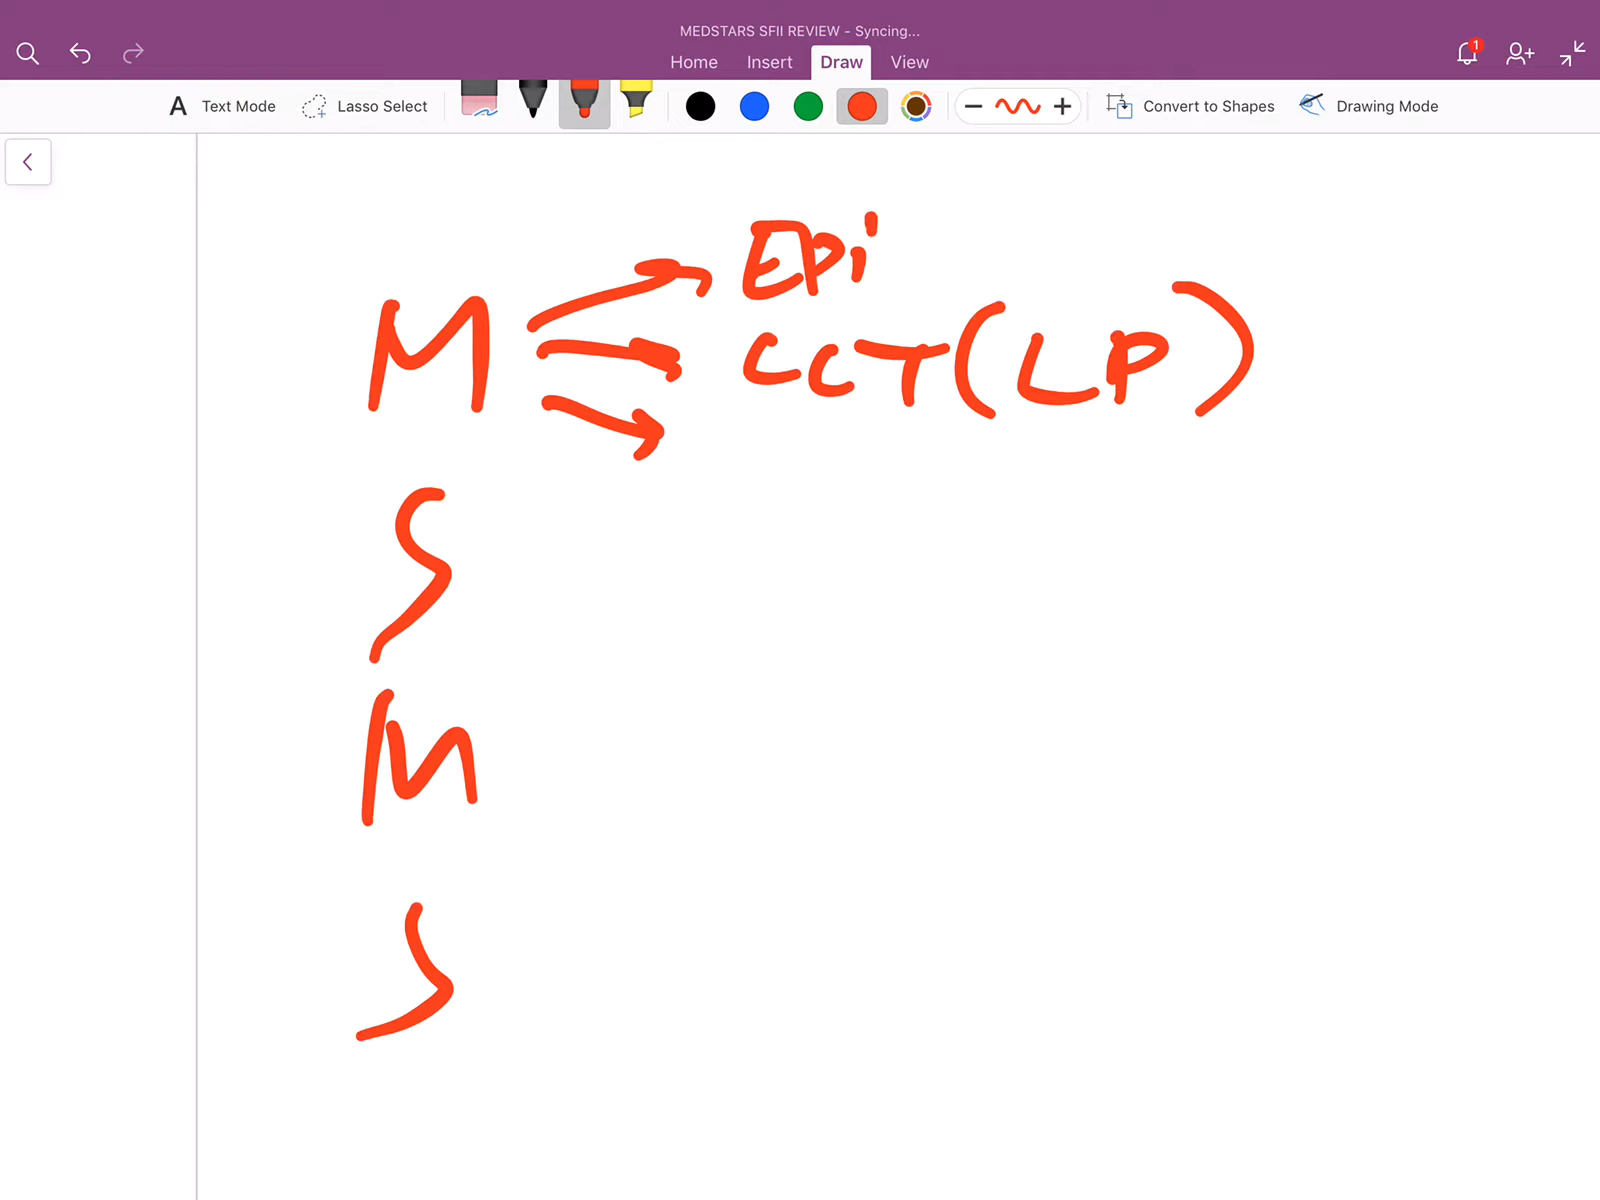 MEDSTARS SFII REVIEW - Syncing...
Home Insert Draw View
1
A Text Mode Lasso Select Convert to Shapes Drawing Mode
EPi
M CCT (LP)
S
M
S